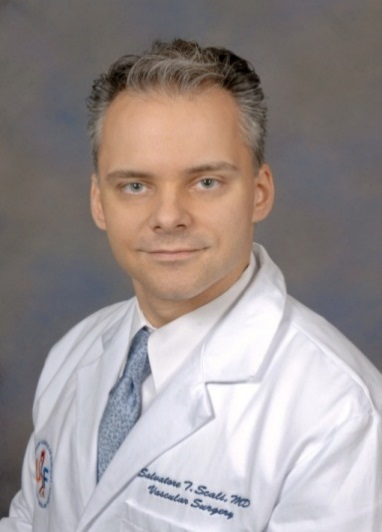 Salvatore T. Scali, MD
Vascular Surgery